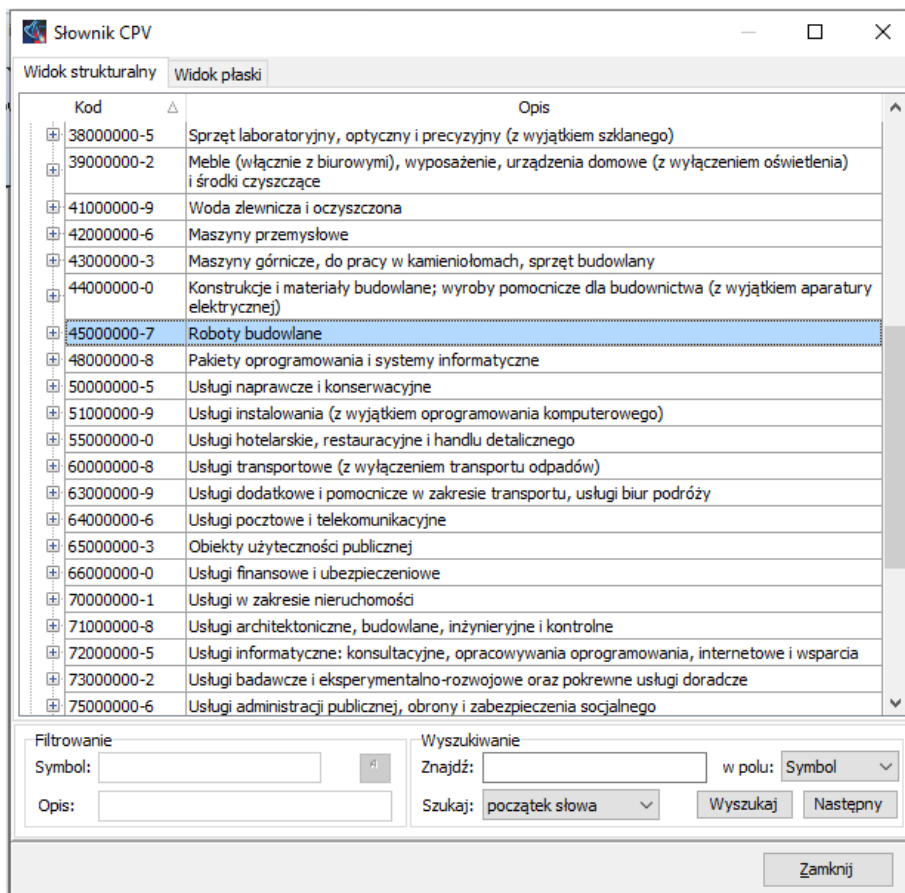 Słownik CPV
Widok strukturalny Widok płaski
Kod Opis
38000000-5 Sprzęt laboratoryjny, optyczny i precyzyjny (z wyjątkiem szklanego)
39000000-2 Meble (włącznie z biurowymi), wyposażenie, urządzenia domowe (z wyłączeniem oświetlenia)
i środki czyszczące
41000000-9 Woda zlewnicza i oczyszczona
42000000-6 Maszyny przemysłowe
43000000-3 Maszyny górnicze, do pracy w kamieniołomach, sprzęt budowlany
44000000-0 Konstrukcje i materiały budowlane; wyroby pomocnicze dla budownictwa (z wyjątkiem aparatury
elektrycznej)
45000000-7 Roboty budowlane
48000000-8 Pakiety oprogramowania i systemy informatyczne
50000000-5 Usługi naprawcze i konserwacyjne
51000000-9 Usługi instalowania (z wyjątkiem oprogramowania komputerowego)
55000000-0 Usługi hotelarskie, restauracyjne i handlu detalicznego
60000000-8 Usługi transportowe (z wyłączeniem transportu odpadów)
63000000-9 Usługi dodatkowe i pomocnicze w zakresie transportu, usługi biur podróży
64000000-6 Usługi pocztowe i telekomunikacyjne
65000000-3 Obiekty użyteczności publicznej
66000000-0 Usługi finansowe i ubezpieczeniowe
70000000-1 Usługi w zakresie nieruchomości
71000000-8 Usługi architektoniczne, budowlane, inżynieryjne i kontrolne
72000000-5 Usługi informatyczne: konsultacyjne, opracowywania oprogramowania, internetowe i wsparcia
73000000-2 Usługi badawcze i eksperymentalno-rozwojowe oraz pokrewne usługi doradcze
75000000-6 Usługi administracji publicznej, obrony i zabezpieczenia socjalnego
Filtrowanie Wyszukiwanie
Symbol: Znajdź: w polu: Symbol
Opis: Szukaj: początek słowa Wyszukaj Następny
Zamknij